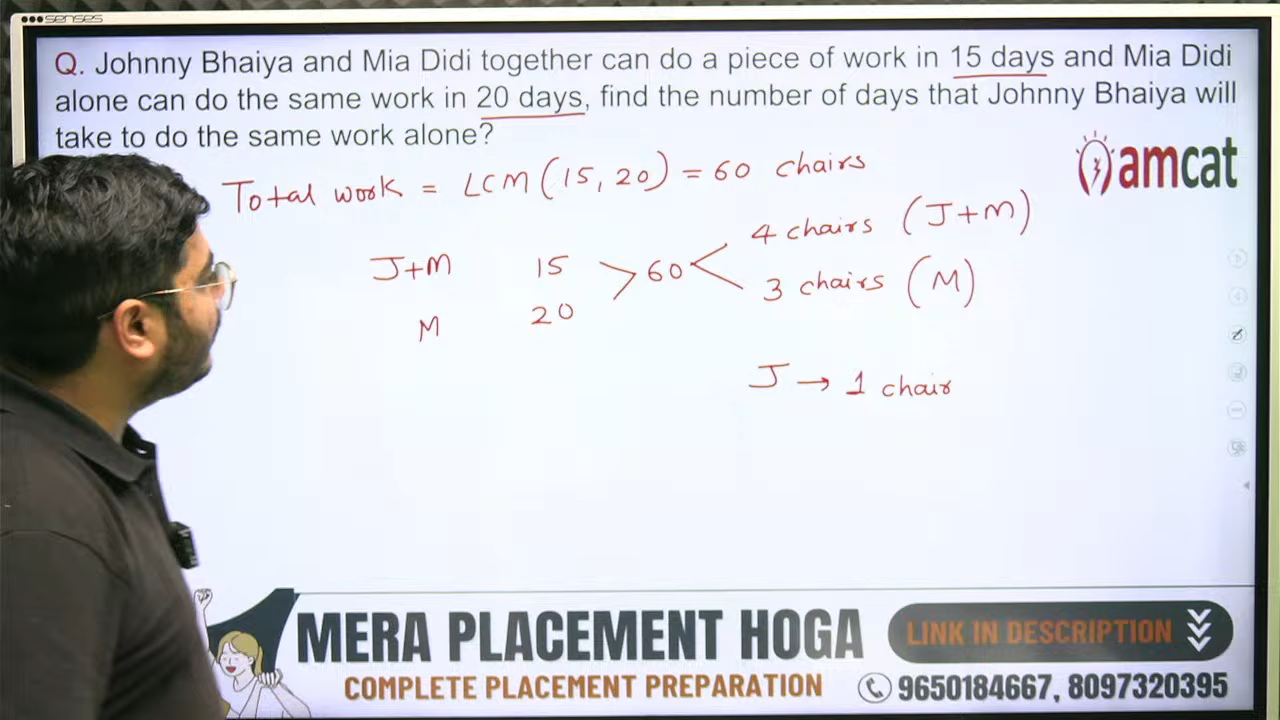 senses
Q. Johnny Bhaiya and Mia Didi together can do a piece of work in 15 days and Mia Didi
alone can do the same work in 20 days, find the number of days that Johnny Bhaiya will
take to do the same work alone?
amcat
Total work = LCM (15, 20) = 60 chairs
4 chairs (J+M)
J+M 15 > 60 <
3 chairs (M)
M 20
J → 1 chair
MERA PLACEMENT HOGA
LINK IN DESCRIPTION
COMPLETE PLACEMENT PREPARATION
9650184667, 8097320395